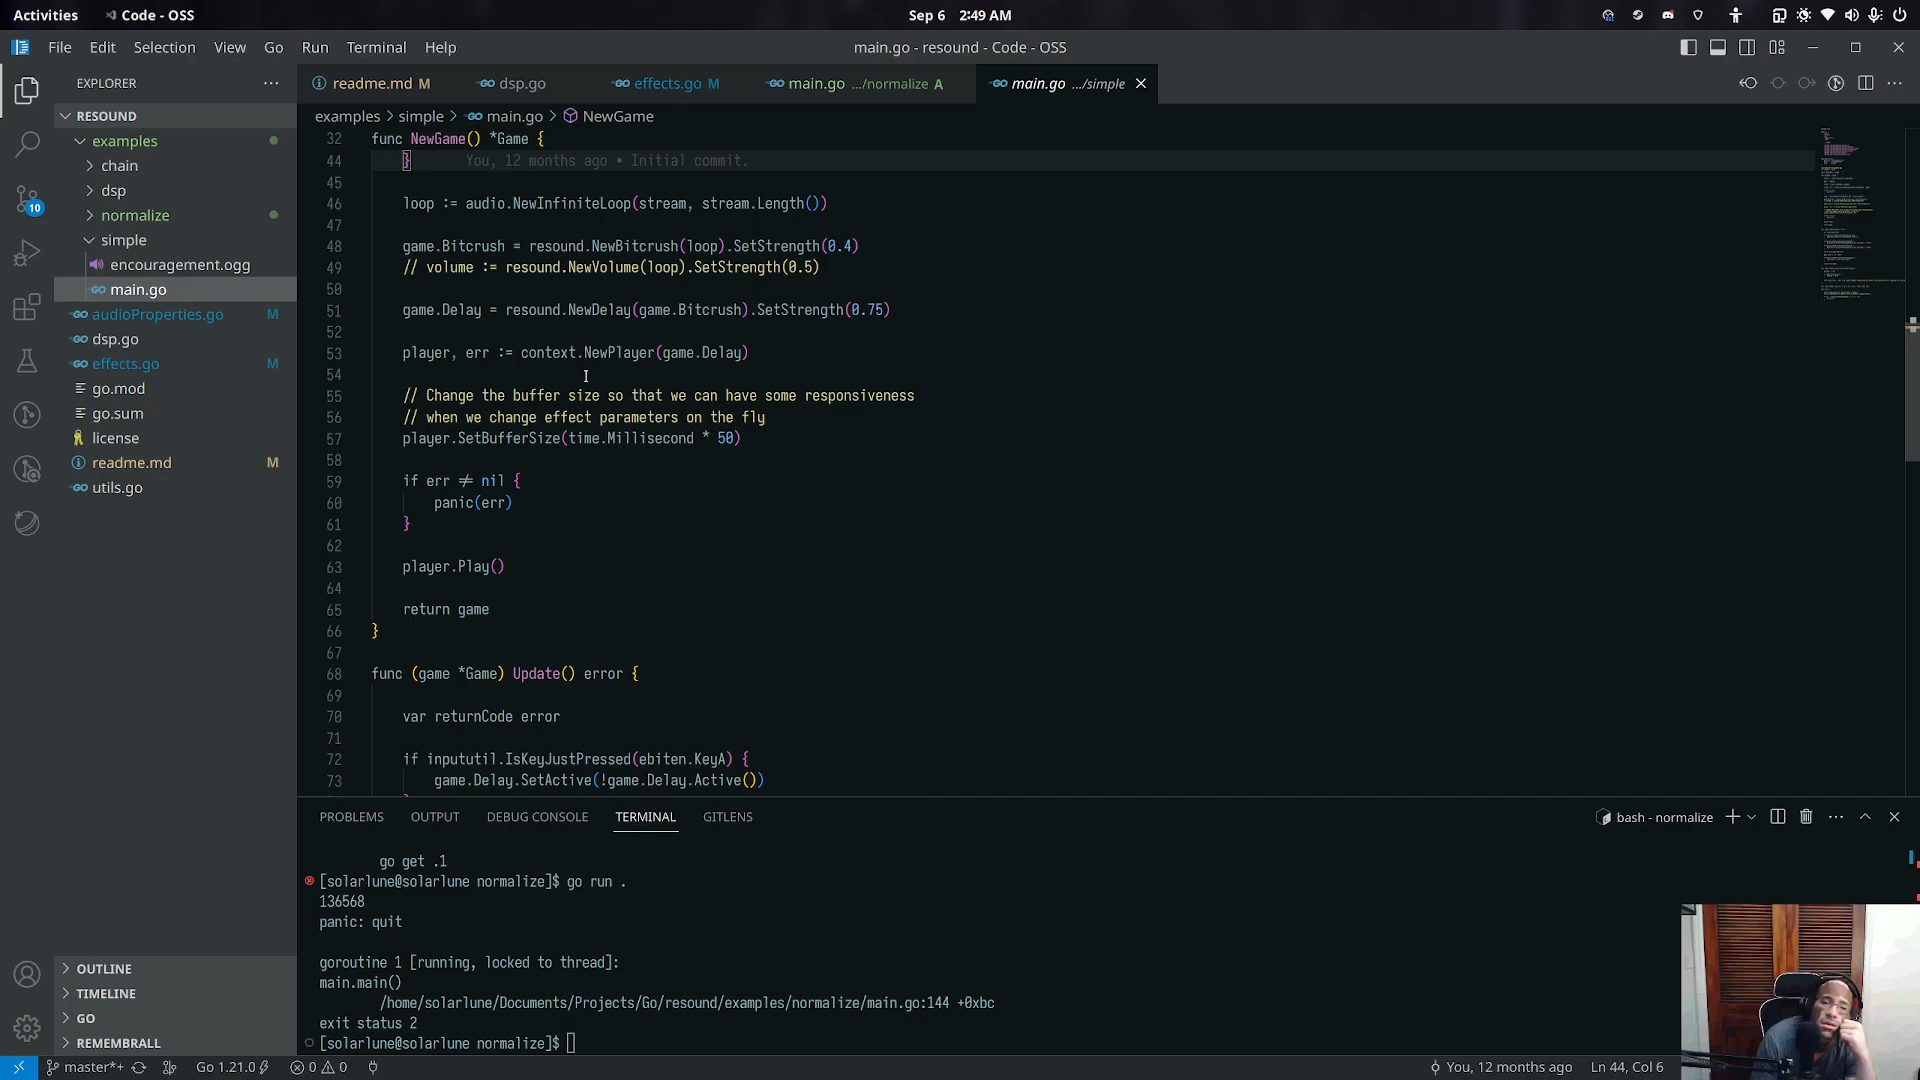 Activities
Code - OSS
Sep 6 2:49 AM
File Edit Selection View Go Run Terminal Help
main.go - resound - Code - OSS
EXPLORER
readme.md M
dsp.go
effects.go M
main.go .../normalize A
main.go .../simple
RESOUND
examples
chain
dsp
normalize
simple
encouragement.ogg
main.go
audioProperties.go M
dsp.go
effects.go M
go.mod
go.sum
license
readme.md M
utils.go
OUTLINE
TIMELINE
GO
REMEMBRALL
10
examples > simple > main.go > NewGame
32 func NewGame() *Game {
44 } You, 12 months ago • Initial commit.
45
46 loop := audio.NewInfiniteLoop(stream, stream.Length())
47
48 game.Bitcrush = resound.NewBitcrush(loop).SetStrength(0.4)
49 // volume := resound.NewVolume(loop).SetStrength(0.5)
50
51 game.Delay = resound.NewDelay(game.Bitcrush).SetStrength(0.75)
52
53 player, err := context.NewPlayer(game.Delay)
54
55 // Change the buffer size so that we can have some responsiveness
56 // when we change effect parameters on the fly
57 player.SetBufferSize(time.Millisecond * 50)
58
59 if err ≠ nil {
60 panic(err)
61 }
62
63 player.Play()
64
65 return game
66 }
67
68 func (game *Game) Update() error {
69
70 var returnCode error
71
72 if inpututil.IsKeyJustPressed(ebiten.KeyA) {
73 game.Delay.SetActive(!game.Delay.Active())
PROBLEMS OUTPUT DEBUG CONSOLE TERMINAL GITLENS
bash - normalize
go get .1
[solarlune@solarlune normalize]$ go run .
136568
panic: quit
goroutine 1 [running, locked to thread]:
main.main()
/home/solarlune/Documents/Projects/Go/resound/examples/normalize/main.go:144 +0xbc
exit status 2
[solarlune@solarlune normalize]$
master*+
Go 1.21.0
0 0
You, 12 months ago
Ln 44, Col 6